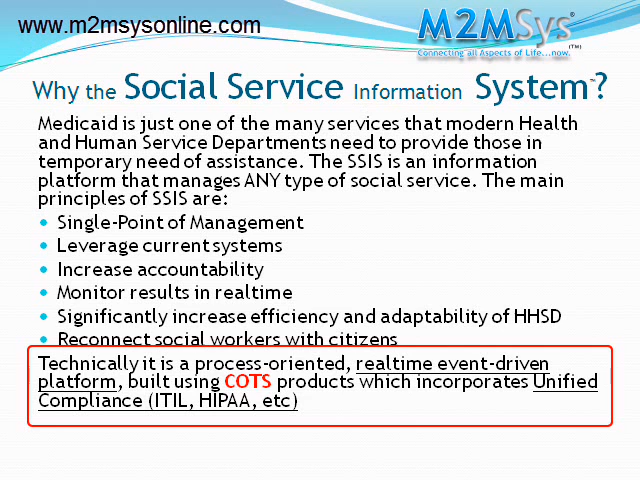 www.m2msysonline.com
M2MSys®
Connecting all Aspects of Life...now.(TM)
Why the Social Service Information System™?
Medicaid is just one of the many services that modern Health
and Human Service Departments need to provide those in
temporary need of assistance. The SSIS is an information
platform that manages ANY type of social service. The main
principles of SSIS are:
• Single-Point of Management
• Leverage current systems
• Increase accountability
• Monitor results in realtime
• Significantly increase efficiency and adaptability of HHSD
• Reconnect social workers with citizens
Technically it is a process-oriented, realtime event-driven
platform, built using COTS products which incorporates Unified
Compliance (ITIL, HIPAA, etc)